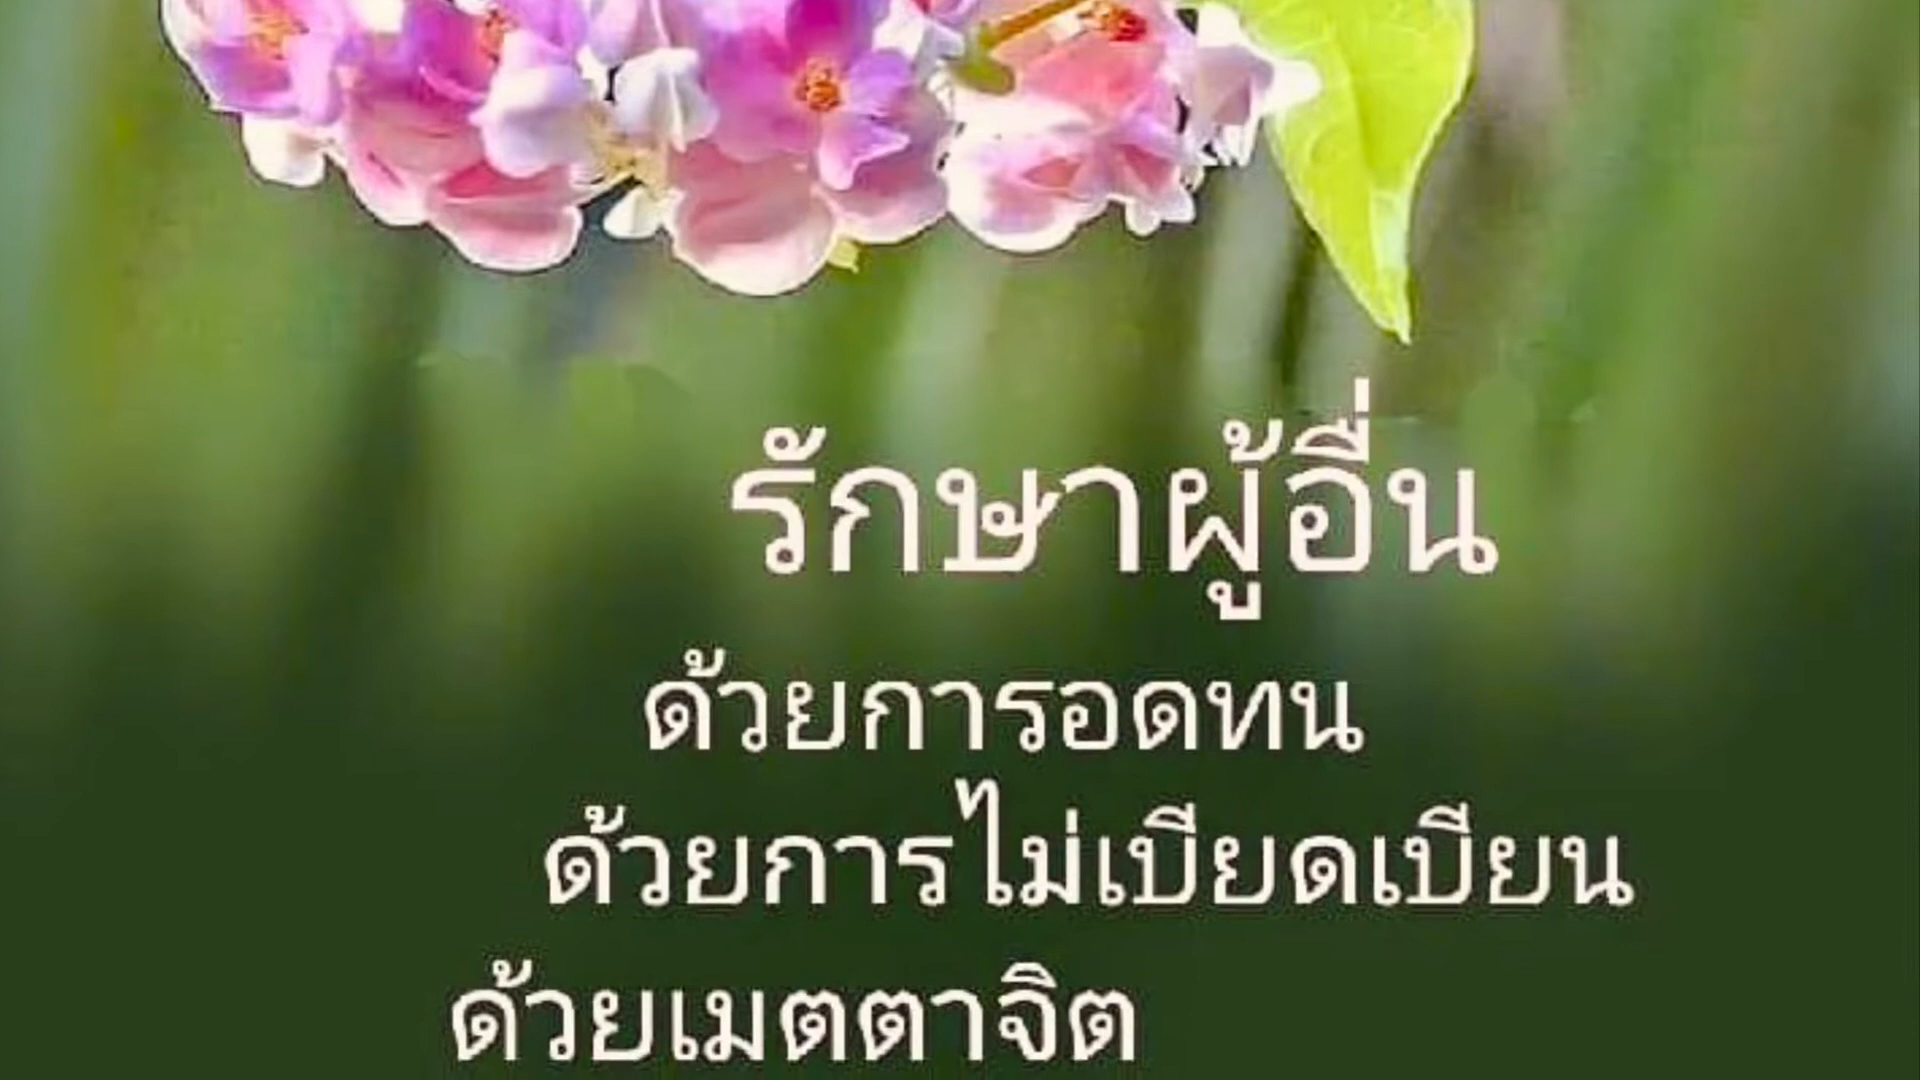 รักษาผู้อื่น
ด้วยการอดทน
ด้วยการไม่เบียดเบียน
ด้วยเมตตาจิต